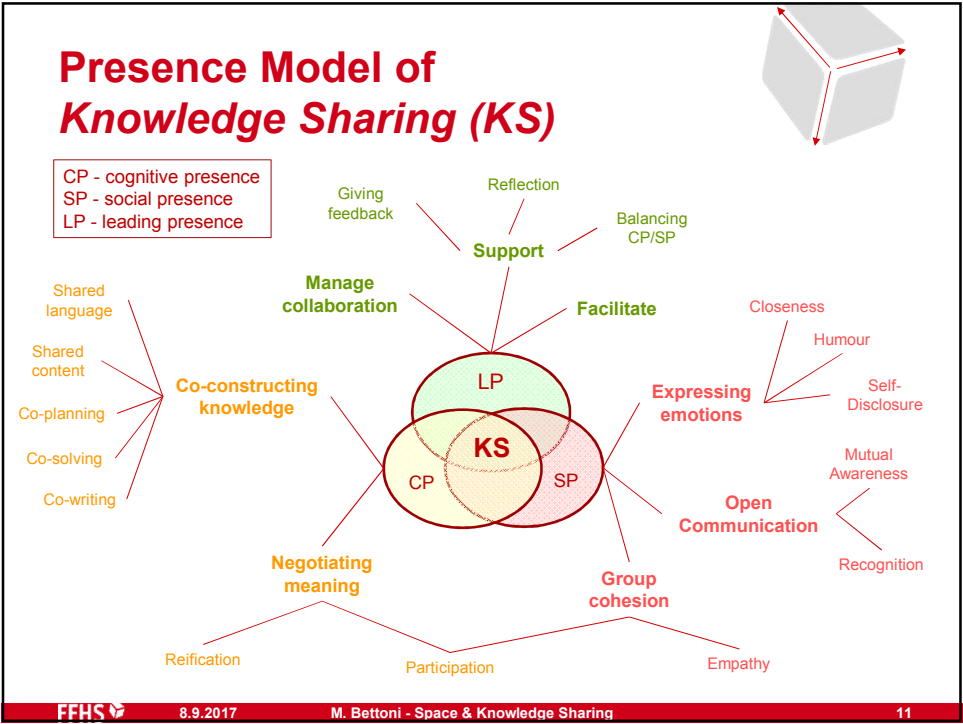 Presence Model of
Knowledge Sharing (KS)
CP - cognitive presence
SP - social presence
LP - leading presence
Giving
feedback
Reflection
Balancing
CP/SP
Support
Manage
collaboration
Facilitate
Shared
language
Shared
content
Co-planning
Co-solving
Co-writing
Co-constructing
knowledge
LP
KS
CP
SP
Expressing
emotions
Closeness
Humour
Self-
Disclosure
Mutual
Awareness
Open
Communication
Recognition
Negotiating
meaning
Group
cohesion
Reification
Participation
Empathy
FFHS
8.9.2017
M. Bettoni - Space & Knowledge Sharing
11